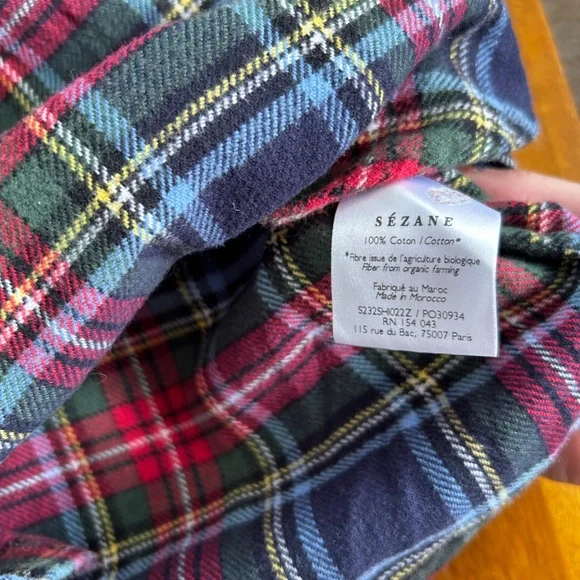 SÉZANE
100% Coton / Cotton*
*Fibre issue de l'agriculture biologique
Fiber from organic farming
Fabriqué au Maroc
Made in Morocco
S232SHI022Z / PO30934
RN 154 043
115 rue du Bac, 75007 Paris